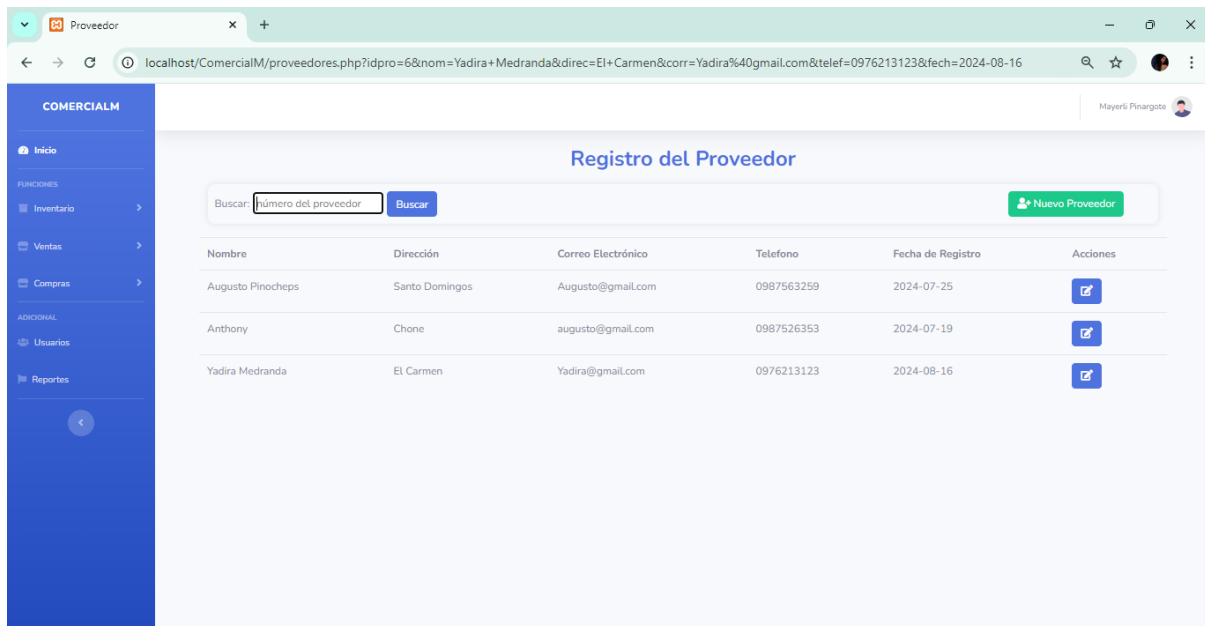 Proveedor
localhost/ComercialM/proveedores.php?idpro=6&nom=Yadira+Medranda&direc=El+Carmen&corr=Yadira%40gmail.com&telef=0976213123&fech=2024-08-16
COMERCIALM
Mayerli Pinargote
Inicio
FUNCIONES
Inventario
Ventas
Compras
ADICIONAL
Usuarios
Reportes
Registro del Proveedor
Buscar: número del proveedor Buscar Nuevo Proveedor
Nombre Dirección Correo Electrónico Telefono Fecha de Registro Acciones
Augusto Pinocheps Santo Domingos Augusto@gmail.com 0987563259 2024-07-25
Anthony Chone augusto@gmail.com 0987526353 2024-07-19
Yadira Medranda El Carmen Yadira@gmail.com 0976213123 2024-08-16